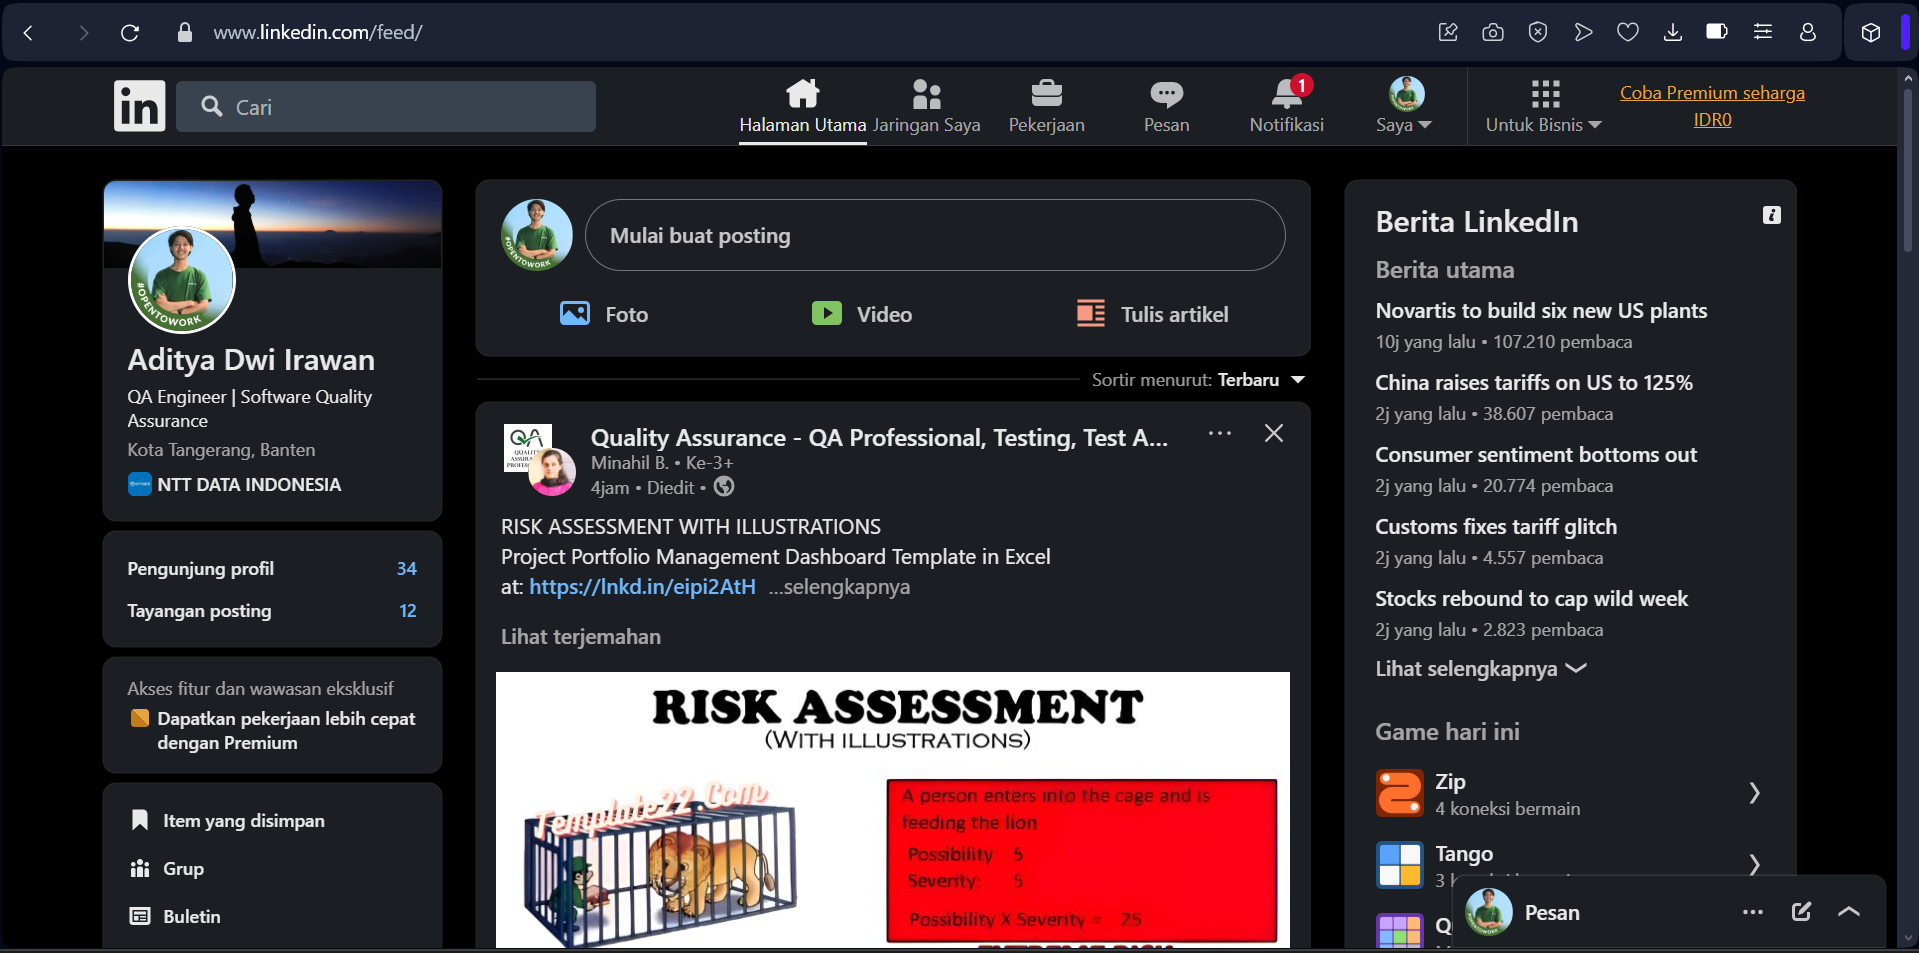 www.linkedin.com/feed/
in
Cari
Halaman Utama
Jaringan Saya
Pekerjaan
Pesan
1
Notifikasi
Saya
Untuk Bisnis
Coba Premium seharga
IDR0
#OPENTOWORK
Aditya Dwi Irawan
QA Engineer | Software Quality
Assurance
Kota Tangerang, Banten
NTT DATA INDONESIA
Pengunjung profil 34
Tayangan posting 12
Akses fitur dan wawasan eksklusif
Dapatkan pekerjaan lebih cepat
dengan Premium
Item yang disimpan
Grup
Buletin
#OPENTOWORK
Mulai buat posting
Foto
Video
Tulis artikel
Sortir menurut: Terbaru
QA
Quality Assurance - QA Professional, Testing, Test A...
Minahil B. • Ke-3+
4jam • Diedit •
RISK ASSESSMENT WITH ILLUSTRATIONS
Project Portfolio Management Dashboard Template in Excel
at: https://lnkd.in/eipi2AtH ...selengkapnya
Lihat terjemahan
RISK ASSESSMENT
(WITH ILLUSTRATIONS)
Template22.Com
A person enters into the cage and is
feeding the lion
Possibility 5
Severity: 5
Possibility X Severity = 25
Berita LinkedIn
Berita utama
Novartis to build six new US plants
10j yang lalu • 107.210 pembaca
China raises tariffs on US to 125%
2j yang lalu • 38.607 pembaca
Consumer sentiment bottoms out
2j yang lalu • 20.774 pembaca
Customs fixes tariff glitch
2j yang lalu • 4.557 pembaca
Stocks rebound to cap wild week
2j yang lalu • 2.823 pembaca
Lihat selengkapnya
Game hari ini
Zip
4 koneksi bermain
Tango
3
Pesan